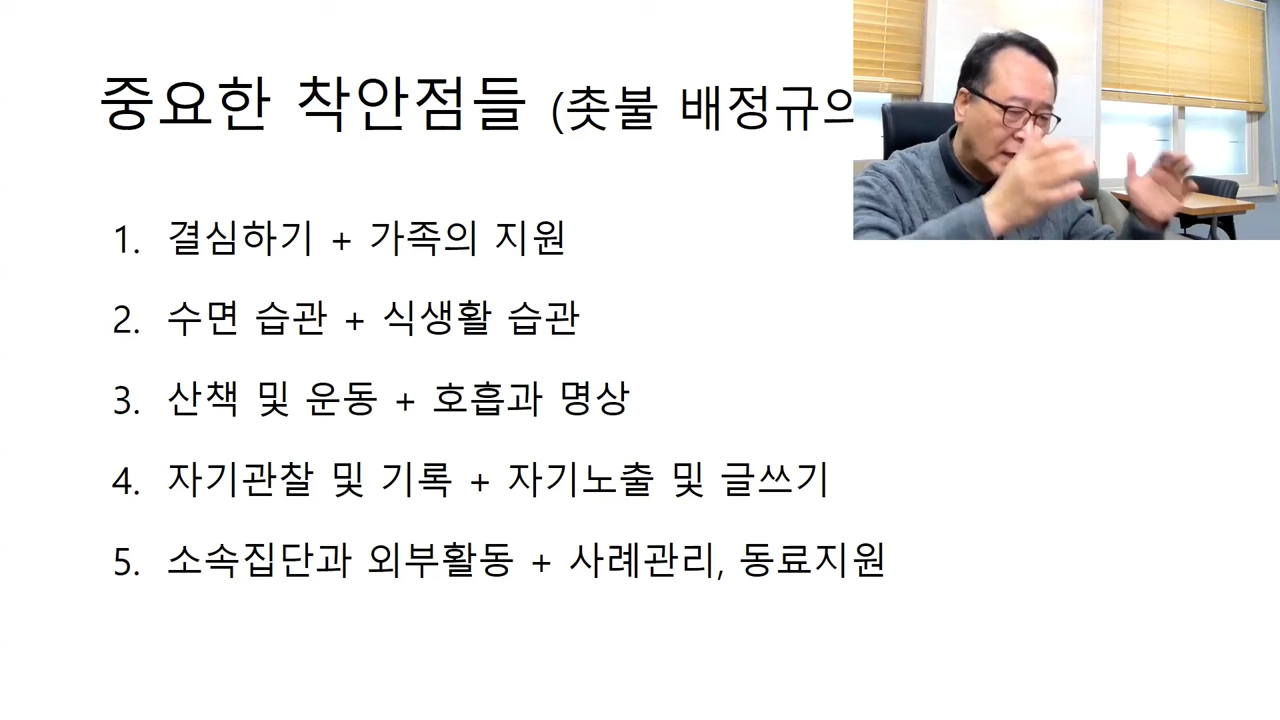 중요한 착안점들 (촛불 배정규의
1. 결심하기 + 가족의 지원
2. 수면 습관 + 식생활 습관
3. 산책 및 운동 + 호흡과 명상
4. 자기관찰 및 기록 + 자기노출 및 글쓰기
5. 소속집단과 외부활동 + 사례관리, 동료지원